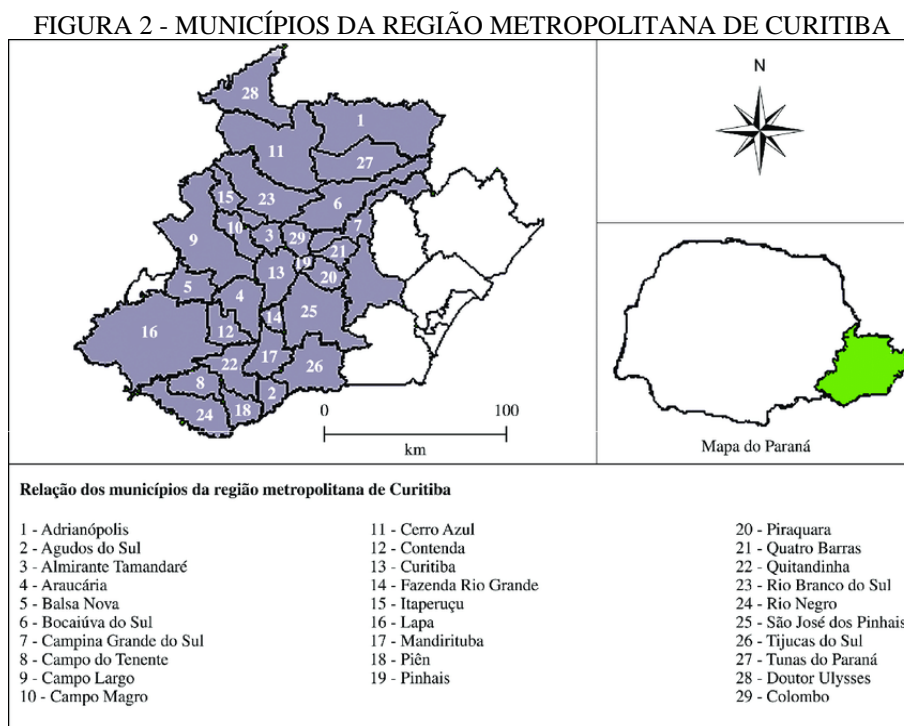 FIGURA 2 - MUNICÍPIOS DA REGIÃO METROPOLITANA DE CURITIBA
28
1
11
27
15
23
6
10
3
29
7
9
21
19
13
20
5
4
25
14
16
12
17
22
26
8
2
24
18
0
100
km
N
Mapa do Paraná
Relação dos municípios da região metropolitana de Curitiba
1 - Adrianópolis
2 - Agudos do Sul
3 - Almirante Tamandaré
4 - Araucária
5 - Balsa Nova
6 - Bocaiúva do Sul
7 - Campina Grande do Sul
8 - Campo do Tenente
9 - Campo Largo
10 - Campo Magro
11 - Cerro Azul
12 - Contenda
13 - Curitiba
14 - Fazenda Rio Grande
15 - Itaperuçu
16 - Lapa
17 - Mandirituba
18 - Piên
19 - Pinhais
20 - Piraquara
21 - Quatro Barras
22 - Quitandinha
23 - Rio Branco do Sul
24 - Rio Negro
25 - São José dos Pinhais
26 - Tijucas do Sul
27 - Tunas do Paraná
28 - Doutor Ulysses
29 - Colombo